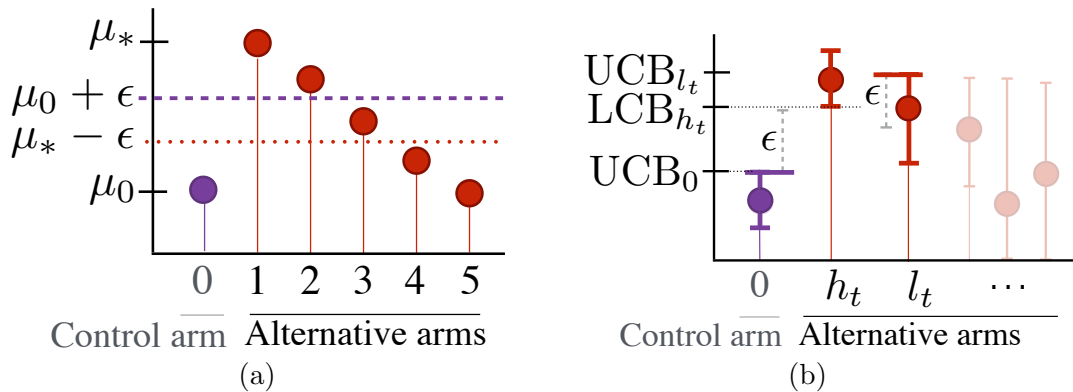 μ∗
μ0 + ϵ
μ∗ − ϵ
μ0
0 1 2 3 4 5
Control arm Alternative arms
(a)
UCB_{l_t}
LCB_{h_t}
UCB_0
ϵ
ϵ
0 h_t l_t ⋯
Control arm Alternative arms
(b)